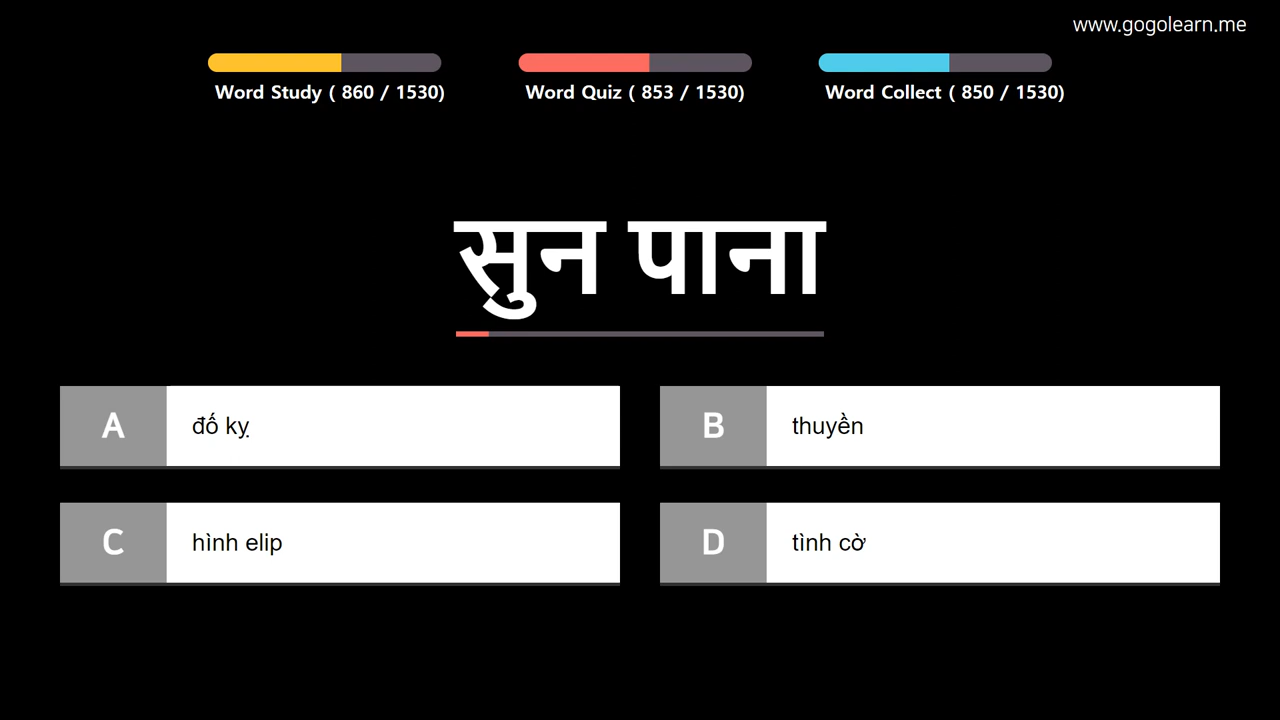 www.gogolearn.me
Word Study ( 860 / 1530)
Word Quiz ( 853 / 1530)
Word Collect ( 850 / 1530)
सुन पाना
A
đố kỵ
B
thuyền
C
hình elip
D
tình cờ